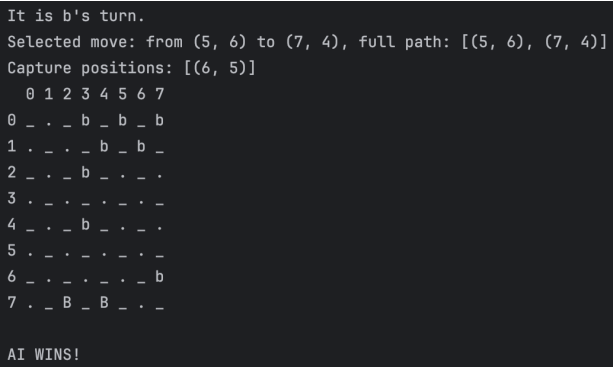 It is b's turn.
Selected move: from (5, 6) to (7, 4), full path: [(5, 6), (7, 4)]
Capture positions: [(6, 5)]
  0 1 2 3 4 5 6 7
0 _ . _ b _ b _ b
1 . _ . _ b _ b _
2 _ . _ b _ . _ .
3 . _ . _ . _ . _
4 _ . _ b _ . _ .
5 . _ . _ . _ . _
6 _ . _ . _ . _ b
7 . _ B _ B _ . _
AI WINS!